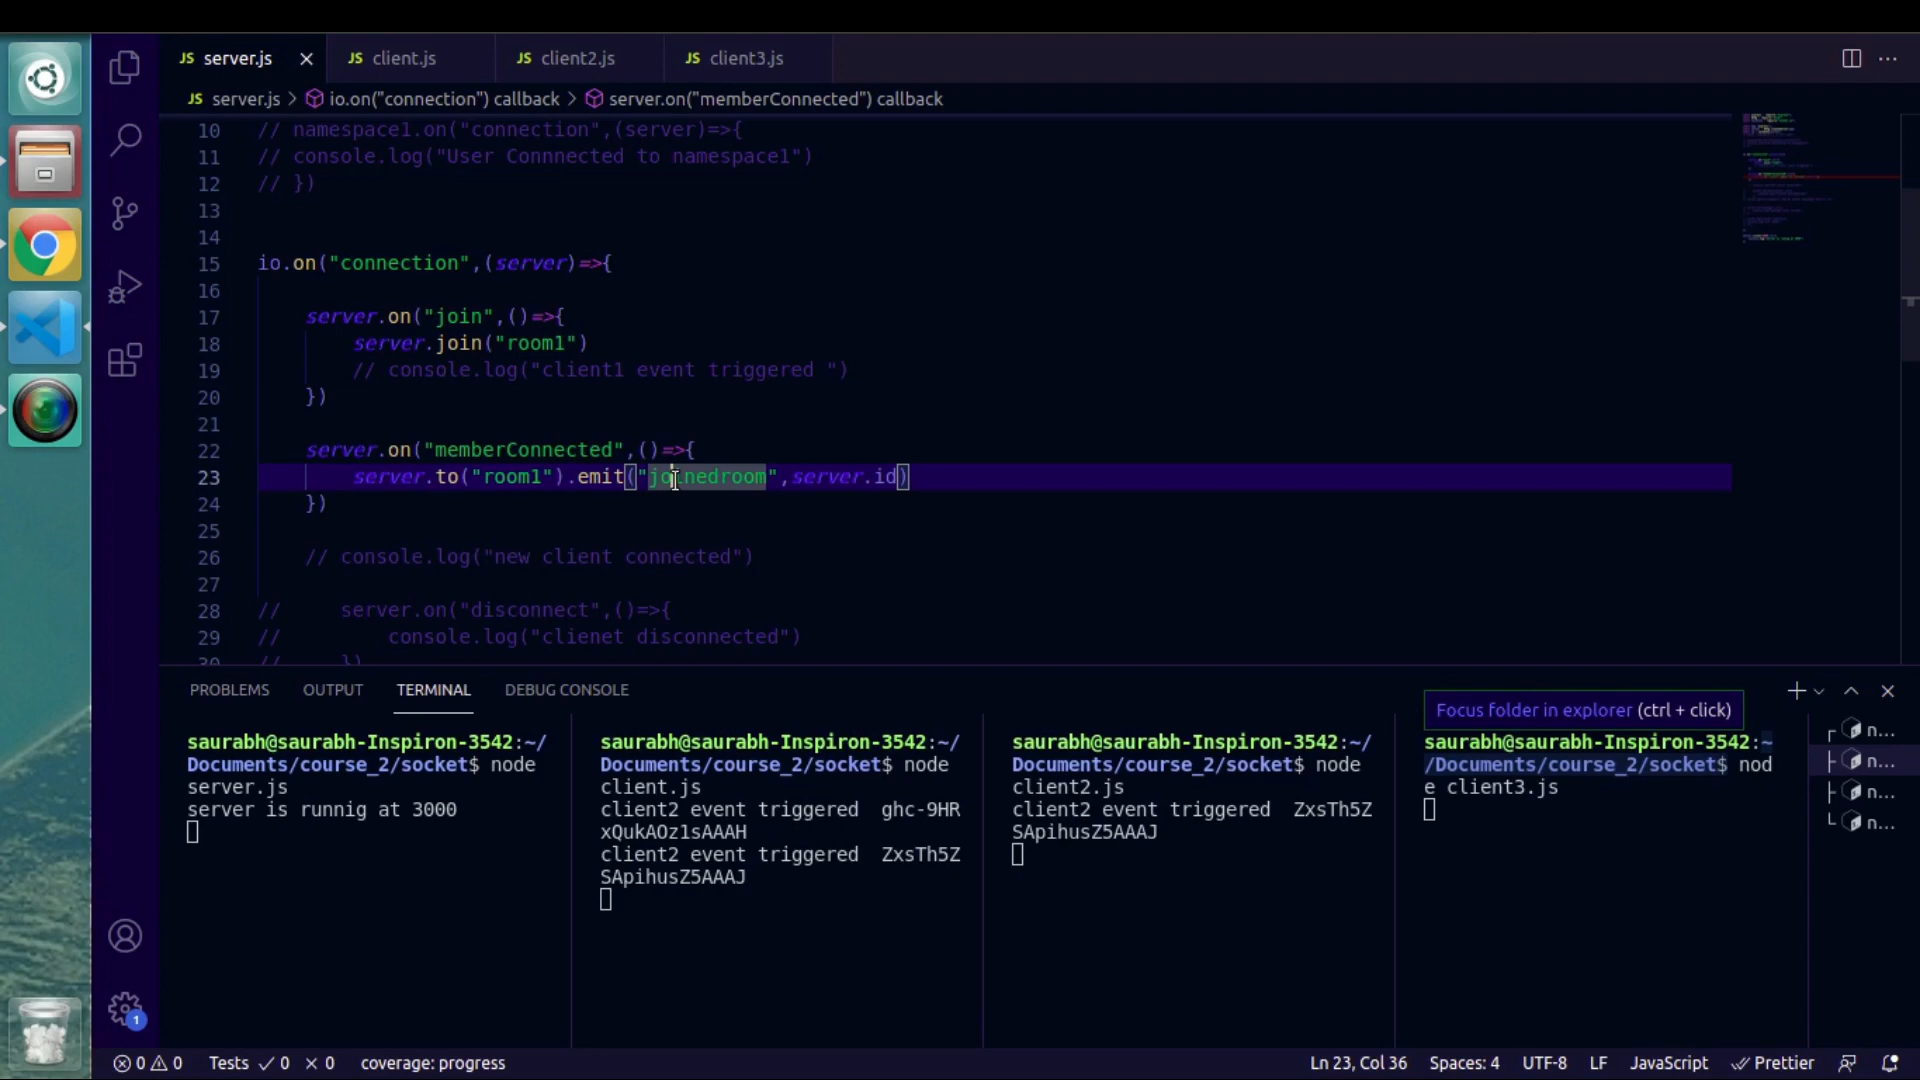 JS server.js
JS client.js
JS client2.js
JS client3.js
JS server.js > io.on("connection") callback > server.on("memberConnected") callback
10 // namespace1.on("connection",(server)=>{
11 // console.log("User Connnected to namespace1")
12 // })
13
14
15 io.on("connection",(server)=>{
16
17 server.on("join",()=>{
18 server.join("room1")
19 // console.log("client1 event triggered ")
20 })
21
22 server.on("memberConnected",()=>{
23 server.to("room1").emit("joinedroom",server.id)
24 })
25
26 // console.log("new client connected")
27
28 // server.on("disconnect",()=>{
29 // console.log("clienet disconnected")
30 // })
PROBLEMS OUTPUT TERMINAL DEBUG CONSOLE
Focus folder in explorer (ctrl + click)
saurabh@saurabh-Inspiron-3542:~/
Documents/course_2/socket$ node
server.js
server is runnig at 3000
saurabh@saurabh-Inspiron-3542:~/
Documents/course_2/socket$ node
client.js
client2 event triggered ghc-9HR
xQukAOz1sAAAH
client2 event triggered ZxsTh5Z
SApihusZ5AAAJ
saurabh@saurabh-Inspiron-3542:~/
Documents/course_2/socket$ node
client2.js
client2 event triggered ZxsTh5Z
SApihusZ5AAAJ
saurabh@saurabh-Inspiron-3542:~
/Documents/course_2/socket$ nod
e client3.js
n...
n...
n...
n...
1
0 0 Tests 0 0 coverage: progress Ln 23, Col 36 Spaces: 4 UTF-8 LF JavaScript Prettier